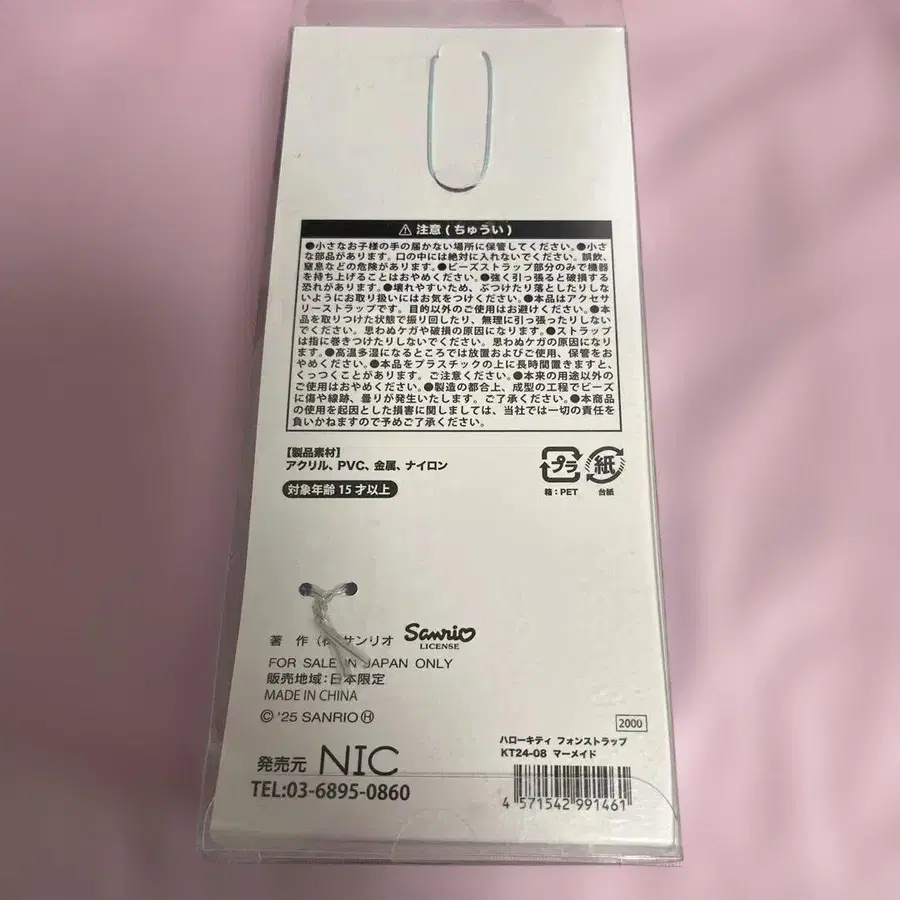 ⚠ 注意(ちゅうい)
●小さなお子様の手の届かない場所に保管してください。●小さ
な部品があります。口の中には絶対に入れないでください。誤飲、
窒息などの危険があります。●ビーズストラップ部分のみで機器
を持ち上げることはおやめください。●強く引っ張ると破損する
恐れがあります。●壊れやすいため、ぶつけたり落としたりしな
いようにお取り扱いにはお気をつけください。●本品はアクセサ
リーストラップです。目的以外のご使用はお避けください。●本
品を取りつけた状態で振り回したり、無理に引っ張ったりしない
でください。思わぬケガや破損の原因になります。●ストラップ
は指に巻きつけたりしないでください。思わぬケガの原因になり
ます。●高温多湿になるところでは放置およびご使用、保管をお
やめください。●本品をプラスチックの上に長時間置きますと、
くっつくことがあります。ご注意ください。●本来の用途以外の
ご使用はおやめください。●製造の都合上、成型の工程でビーズ
に傷や線跡、曇りが発生いたします。ご了承ください。●本商品
の使用を起因とした損害に関しましては、当社では一切の責任を
負いかねますので予めご了承ください。
【製品素材】
アクリル、PVC、金属、ナイロン
対象年齢15才以上
プラ
箱:PET
紙
台紙
著 作 (株)サンリオ
Sanrio
LICENSE
FOR SALE IN JAPAN ONLY
販売地域:日本限定
MADE IN CHINA
© '25 SANRIO Ⓗ
2000
ハローキティ フォンストラップ
KT24-08 マーメイド
発売元 NIC
TEL:03-6895-0860
4 571542 991461